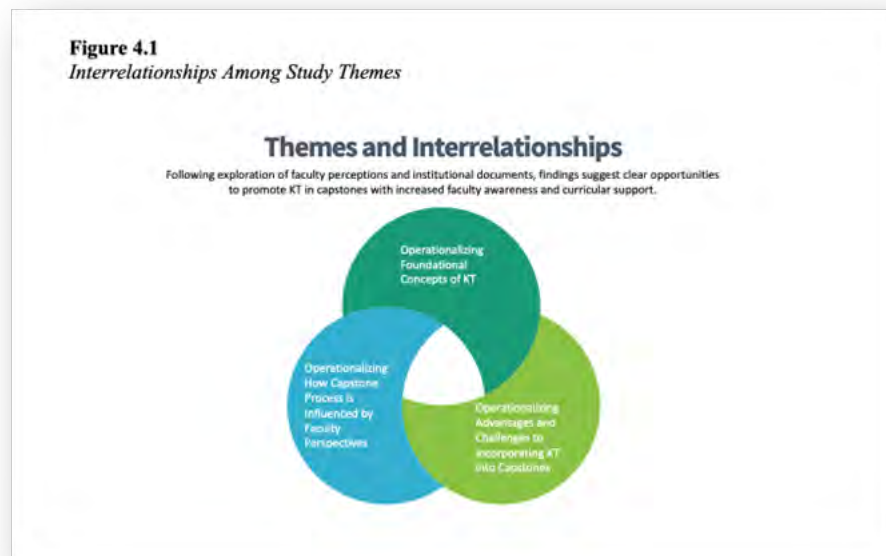 Figure 4.1
Interrelationships Among Study Themes
Themes and Interrelationships
Following exploration of faculty perceptions and institutional documents, findings suggest clear opportunities
to promote KT in capstones with increased faculty awareness and curricular support.
Operationalizing
Foundational
Concepts of KT
Operationalizing
How Capstone
Process is
Influenced by
Faculty
Perspectives
Operationalizing
Advantages and
Challenges to
Incorporating KT
into Capstones